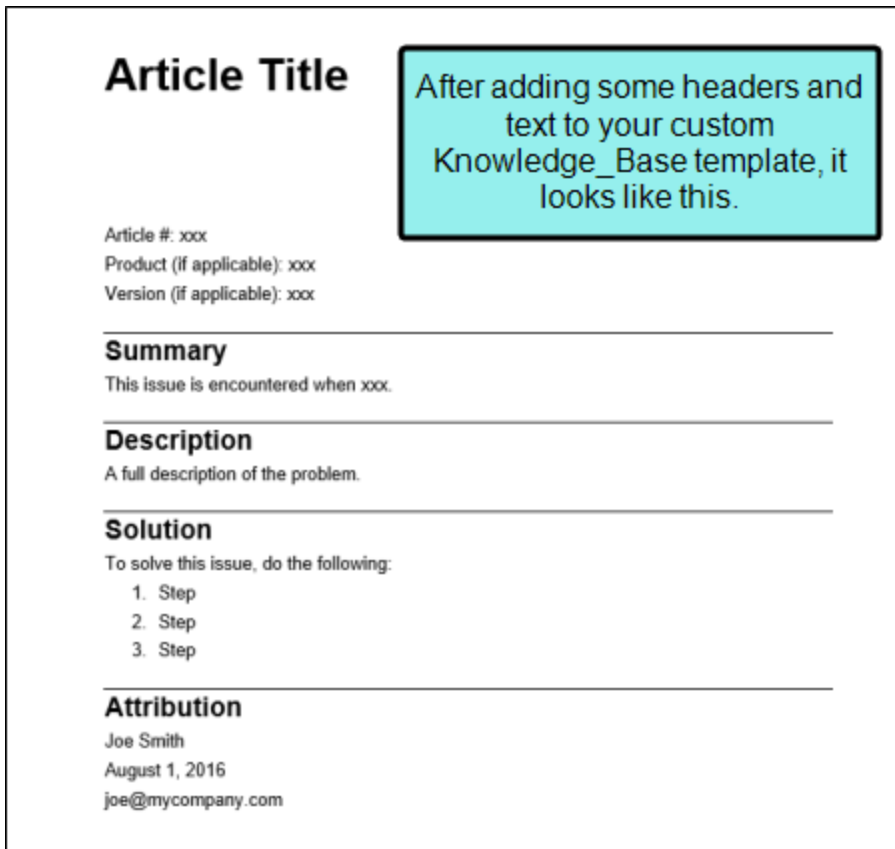 Article Title
After adding some headers and
text to your custom
Knowledge_Base template, it
looks like this.
Article #: xxx
Product (if applicable): xxx
Version (if applicable): xxx
Summary
This issue is encountered when xxx.
Description
A full description of the problem.
Solution
To solve this issue, do the following:
1. Step
2. Step
3. Step
Attribution
Joe Smith
August 1, 2016
joe@mycompany.com